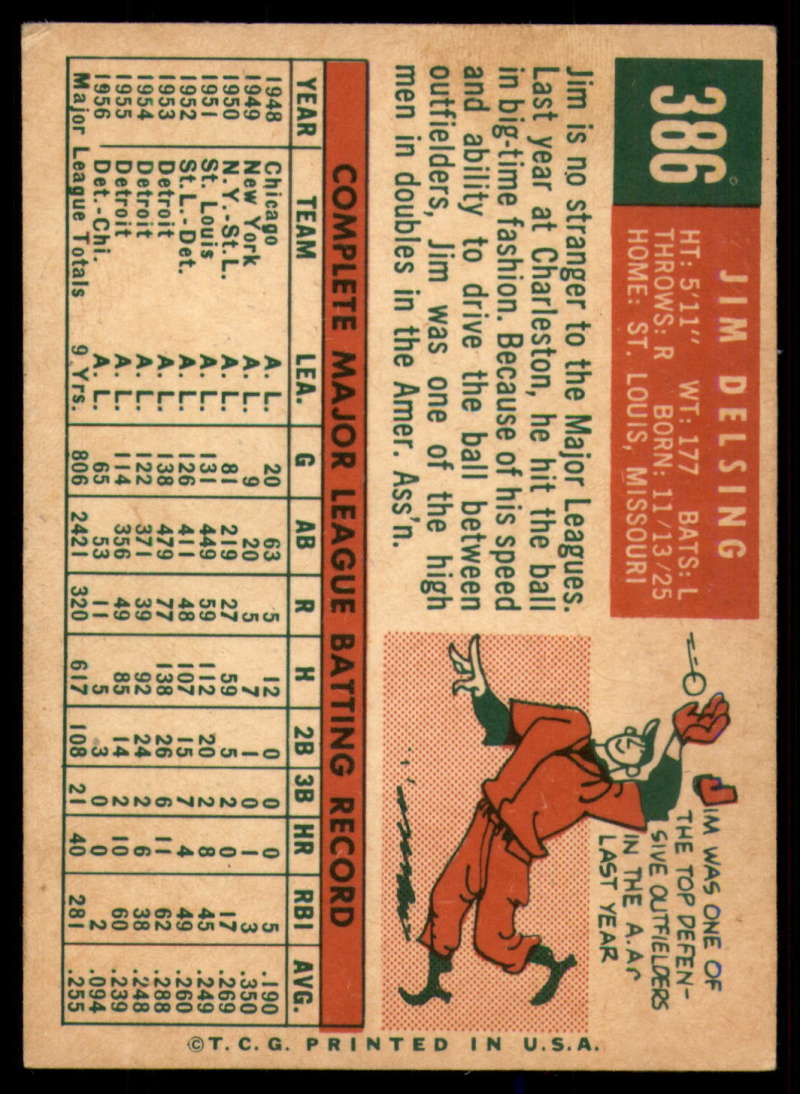 386
JIM DELSING
HT: 5'11" WT: 177 BATS: L
THROWS: R BORN: 11/13/25
HOME: ST. LOUIS, MISSOURI
Jim is no stranger to the Major Leagues.
Last year at Charleston, he hit the ball
in big-time fashion. Because of his speed
and ability to drive the ball between
outfielders, Jim was one of the high
men in doubles in the Amer. Ass'n.
JIM WAS ONE OF
THE TOP DEFEN-
SIVE OUTFIELDERS
IN THE A.A.
LAST YEAR
COMPLETE MAJOR LEAGUE BATTING RECORD
YEAR TEAM LEA. G AB R H 2B 3B HR RBI AVG.
1948 Chicago A. L. 20 63 5 12 0 0 0 5 .190
1949 New York A. L. 9 20 5 7 1 0 1 3 .350
1950 N.Y.-St.L. A. L. 81 219 27 59 5 2 0 17 .269
1951 St. Louis A. L. 131 449 59 112 20 2 8 45 .249
1952 St.L.-Det. A. L. 126 411 48 107 15 7 4 49 .260
1953 Detroit A. L. 138 479 77 138 26 6 11 62 .288
1954 Detroit A. L. 122 371 39 92 24 2 6 38 .248
1955 Detroit A. L. 114 356 49 85 14 2 10 60 .239
1956 Det.-Chi. A. L. 65 53 11 5 3 0 0 2 .094
Major League Totals 9 Yrs. 806 2421 320 617 108 21 40 281 .255
©T.C.G. PRINTED IN U.S.A.